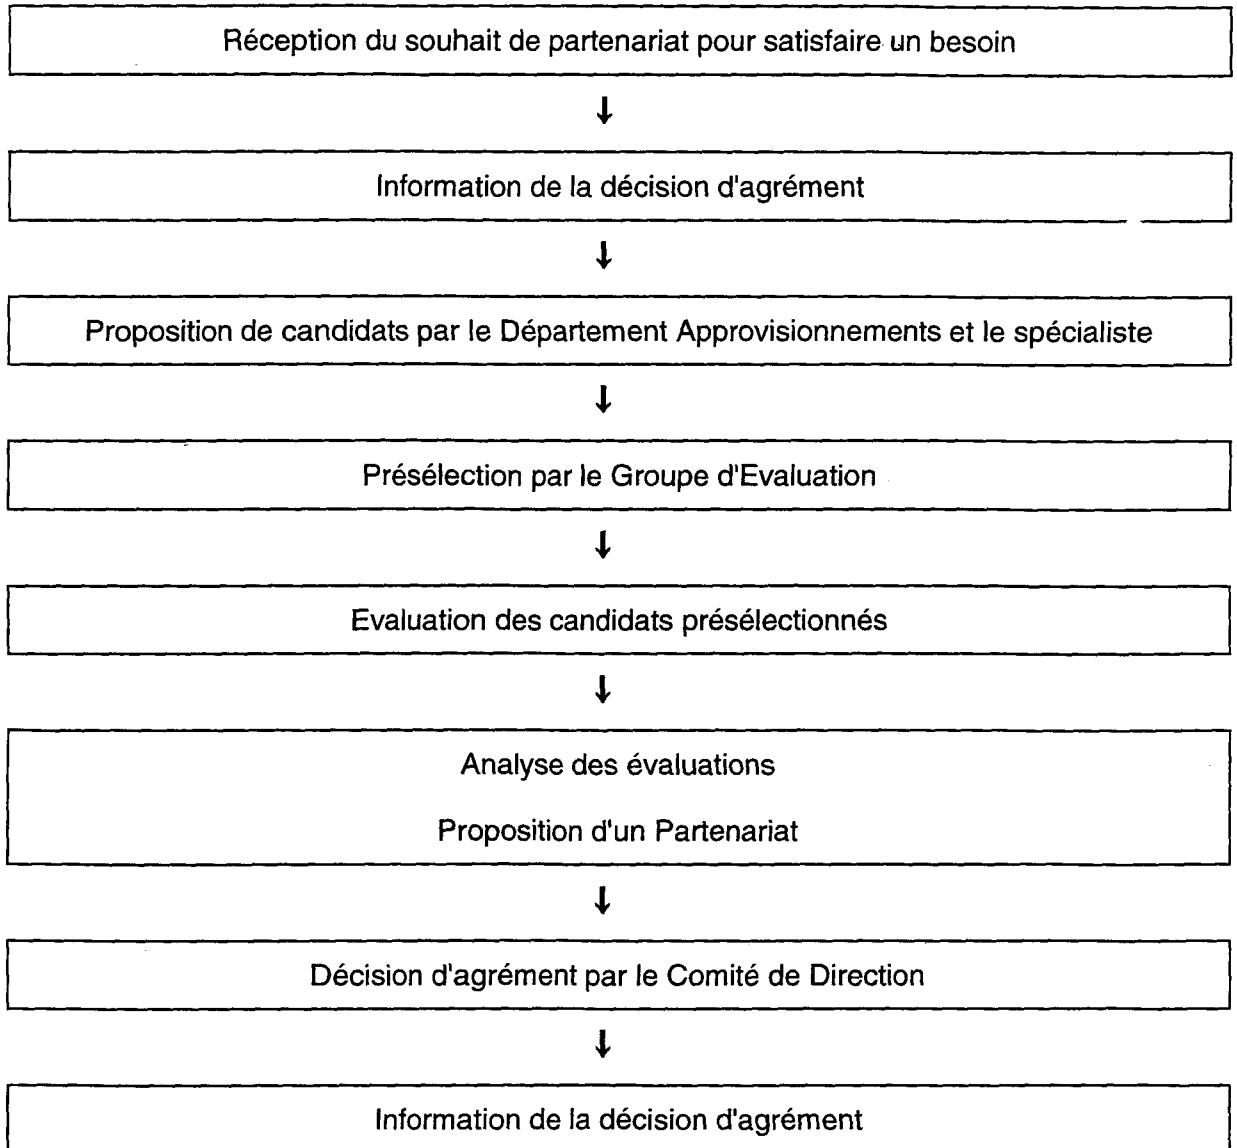 Réception du souhait de partenariat pour satisfaire un besoin
↓
Information de la décision d'agrément
↓
Proposition de candidats par le Département Approvisionnements et le spécialiste
↓
Présélection par le Groupe d'Evaluation
↓
Evaluation des candidats présélectionnés
↓
Analyse des évaluations
Proposition d'un Partenariat
↓
Décision d'agrément par le Comité de Direction
↓
Information de la décision d'agrément